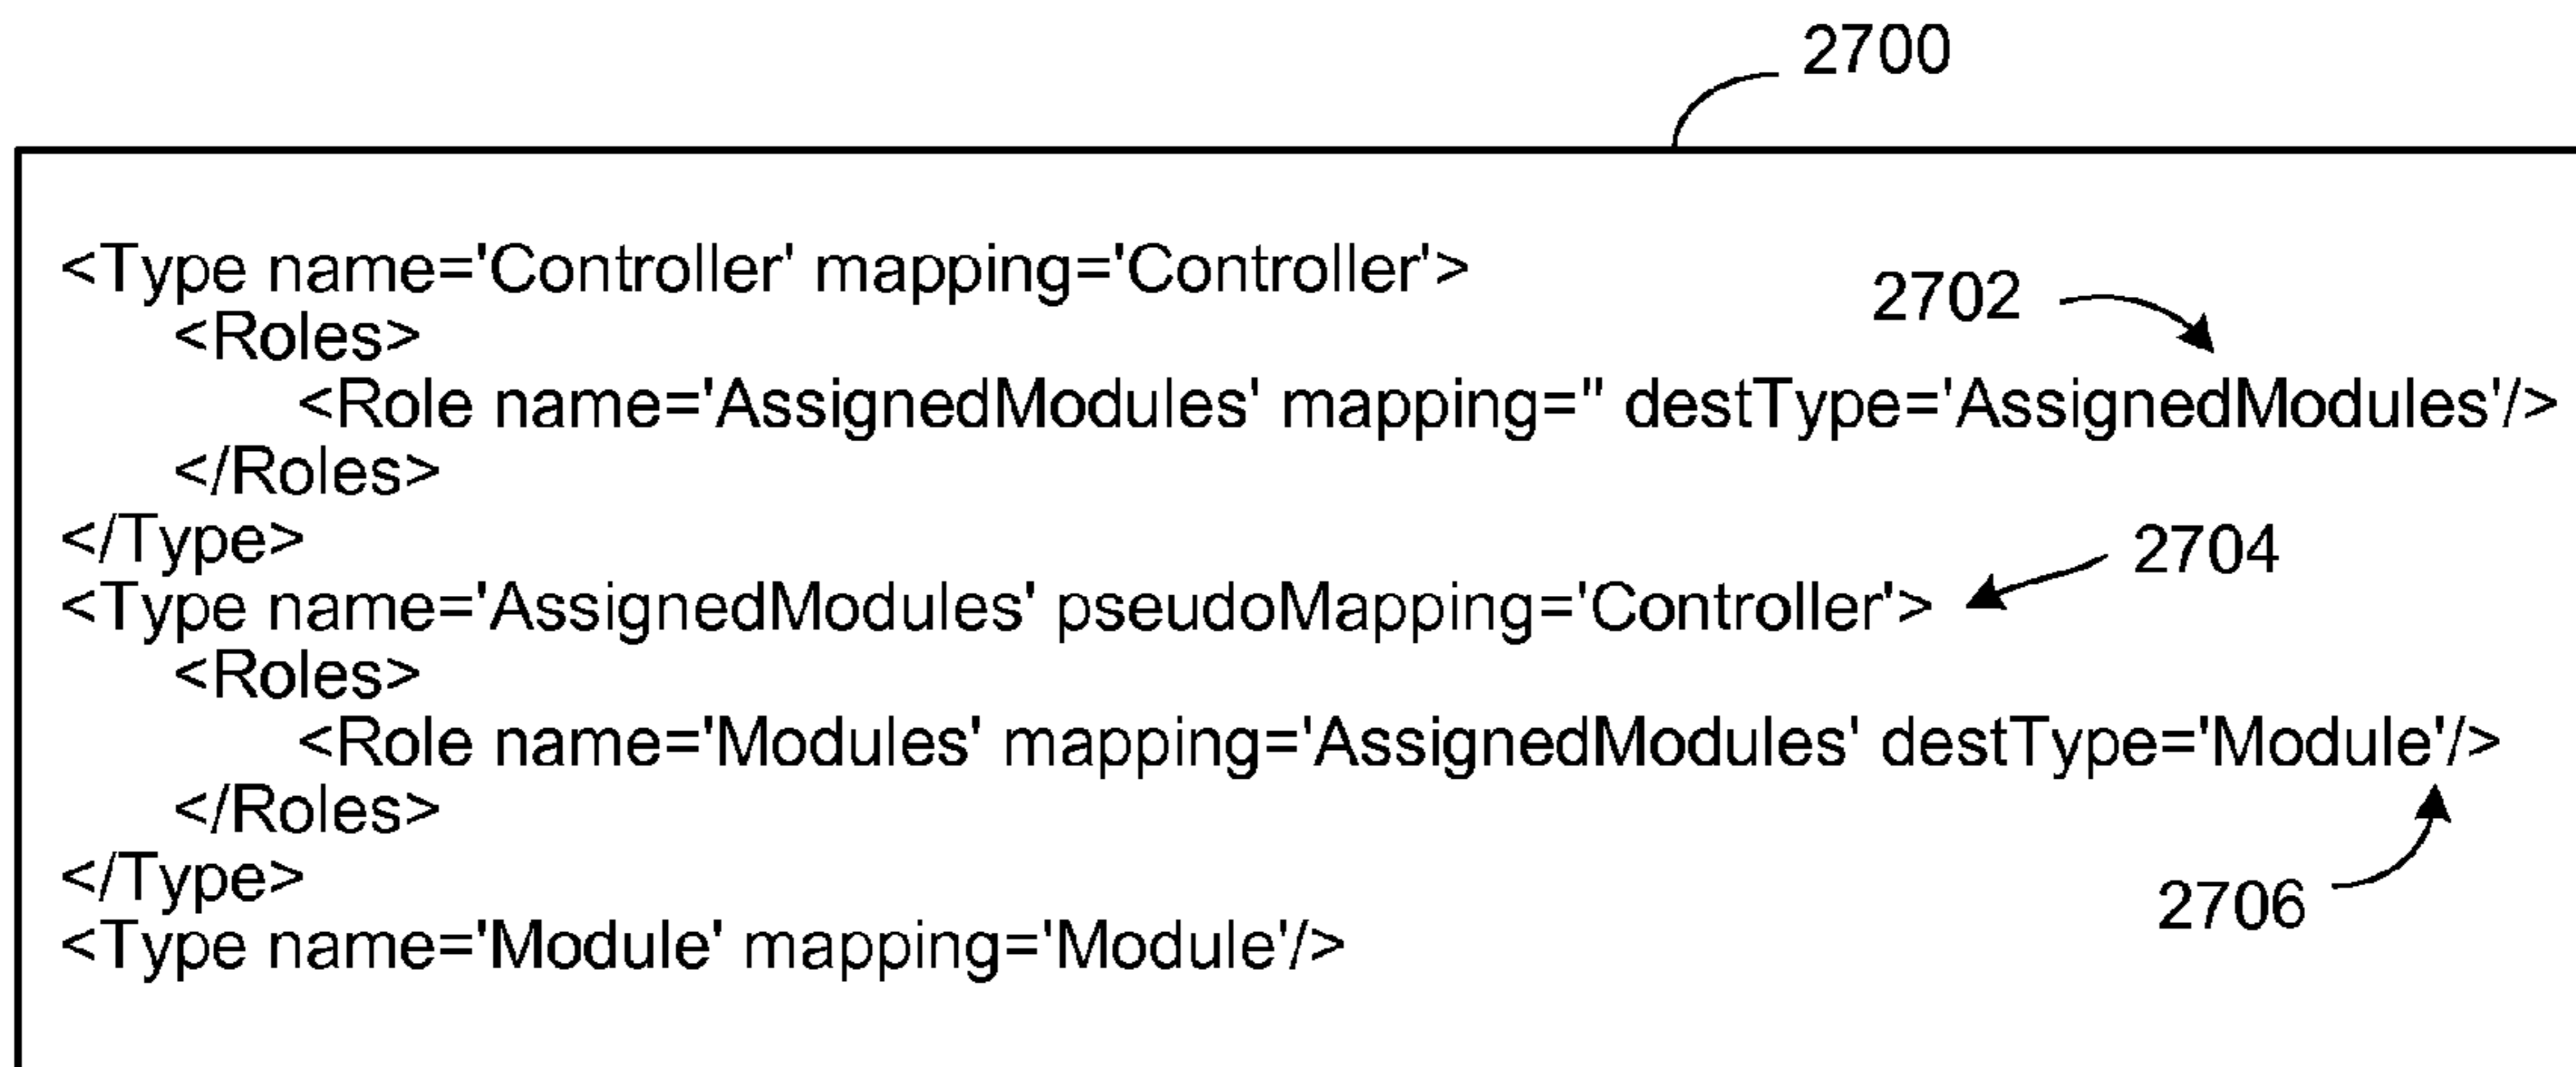 2700
<Type name='Controller' mapping='Controller'>
2702
<Roles>
<Role name='AssignedModules' mapping='' destType='AssignedModules'/>
</Roles>
</Type>
2704
<Type name='AssignedModules' pseudoMapping='Controller'>
<Roles>
<Role name='Modules' mapping='AssignedModules' destType='Module'/>
</Roles>
</Type>
2706
<Type name='Module' mapping='Module'/>